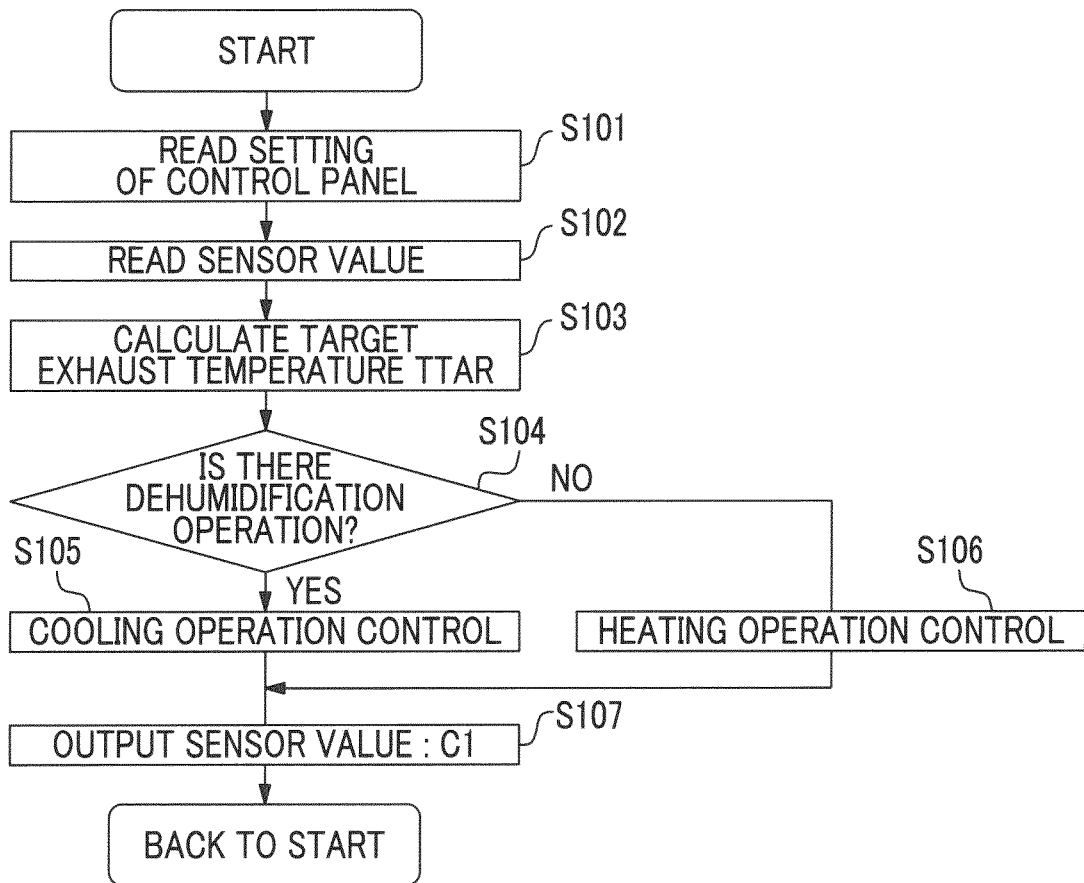 START
S101
READ SETTING
OF CONTROL PANEL
S102
READ SENSOR VALUE
S103
CALCULATE TARGET
EXHAUST TEMPERATURE TTAR
S104
IS THERE
DEHUMIDIFICATION
OPERATION?
NO
S105
YES
S106
COOLING OPERATION CONTROL
HEATING OPERATION CONTROL
S107
OUTPUT SENSOR VALUE : C1
BACK TO START